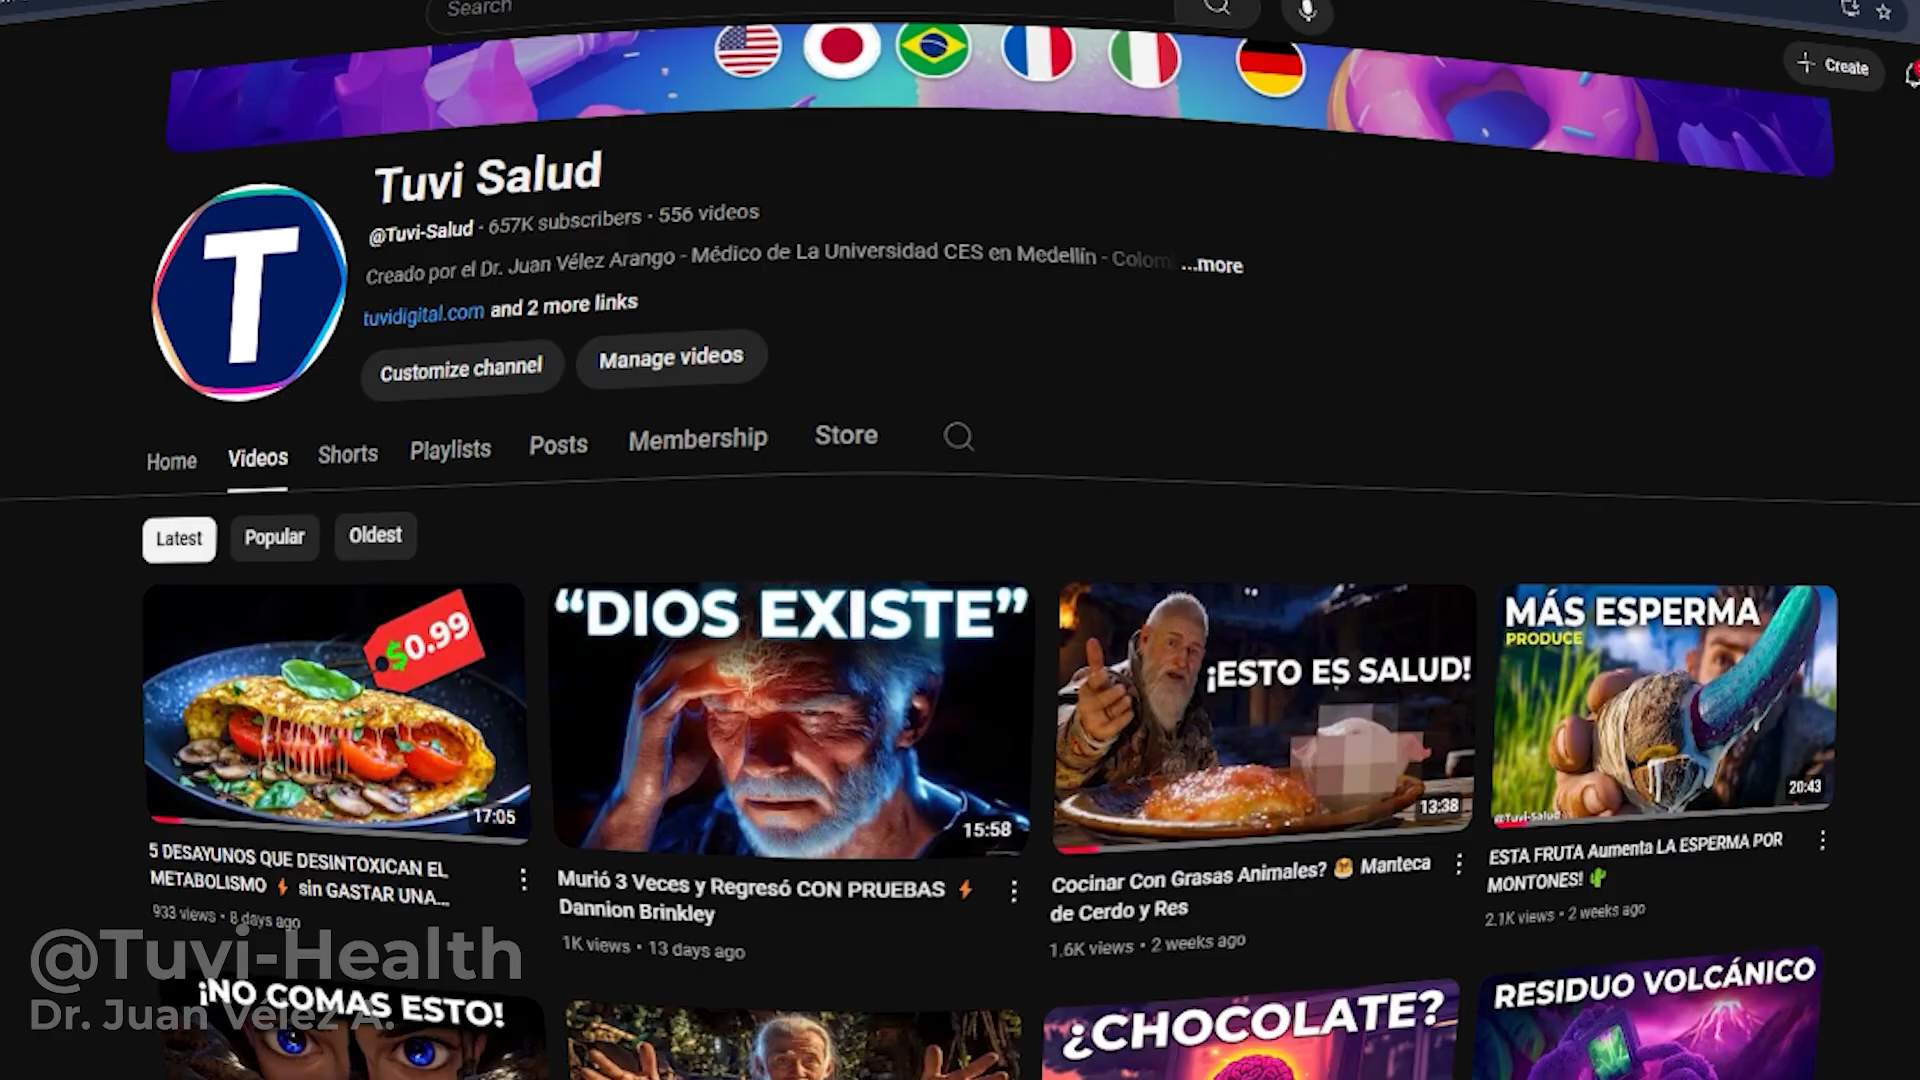 Search
Create
Tuvi Salud
@Tuvi-Salud · 657K subscribers · 556 videos
Creado por el Dr. Juan Vélez Arango - Médico de La Universidad CES en Medellín - Colom ...more
tuvidigital.com and 2 more links
Customize channel
Manage videos
Home
Videos
Shorts
Playlists
Posts
Membership
Store
Latest
Popular
Oldest
T
$0.99
17:05
"DIOS EXISTE"
15:58
¡ESTO ES SALUD!
13:38
MÁS ESPERMA
PRODUCE
@Tuvi-Salud
20:43
5 DESAYUNOS QUE DESINTOXICAN EL
METABOLISMO ⚡ sin GASTAR UNA...
933 views · 8 days ago
Murió 3 Veces y Regresó CON PRUEBAS ⚡
Dannion Brinkley
1K views · 13 days ago
Cocinar Con Grasas Animales? Manteca
de Cerdo y Res
1.6K views · 2 weeks ago
ESTA FRUTA Aumenta LA ESPERMA POR
MONTONES! 🌵
2.1K views · 2 weeks ago
@Tuvi-Health
Dr. Juan Vélez A.
¡NO COMAS ESTO!
¿CHOCOLATE?
RESIDUO VOLCÁNICO